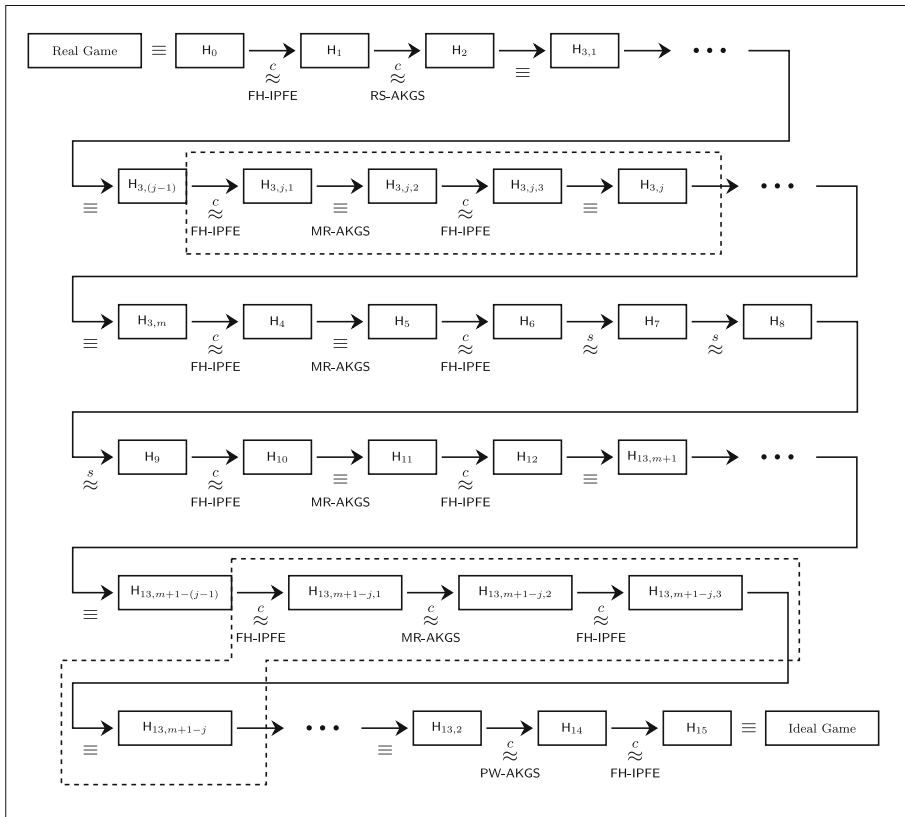 Real Game ≡ H₀ H₁ H₂ H₃,₁ • • •
c c ≡
≈ ≈
FH-IPFE RS-AKGS
H₃,₍ⱼ₋₁₎ H₃,ⱼ,₁ H₃,ⱼ,₂ H₃,ⱼ,₃ H₃,ⱼ • • •
≡ c ≡ c ≡
≈ ≈
FH-IPFE MR-AKGS FH-IPFE
H₃,ₘ H₄ H₅ H₆ H₇ H₈
≡ c ≡ c s s
≈ ≈ ≈ ≈
FH-IPFE MR-AKGS FH-IPFE
H₉ H₁₀ H₁₁ H₁₂ H₁₃,ₘ₊₁ • • •
s c ≡ c ≡
≈ ≈ ≈
FH-IPFE MR-AKGS FH-IPFE
H₁₃,ₘ₊₁₋₍ⱼ₋₁₎ H₁₃,ₘ₊₁₋ⱼ,₁ H₁₃,ₘ₊₁₋ⱼ,₂ H₁₃,ₘ₊₁₋ⱼ,₃
≡ c c c
≈ ≈ ≈
FH-IPFE MR-AKGS FH-IPFE
H₁₃,ₘ₊₁₋ⱼ • • • H₁₃,₂ H₁₄ H₁₅ ≡ Ideal Game
≡ ≡ c c
≈ ≈
PW-AKGS FH-IPFE